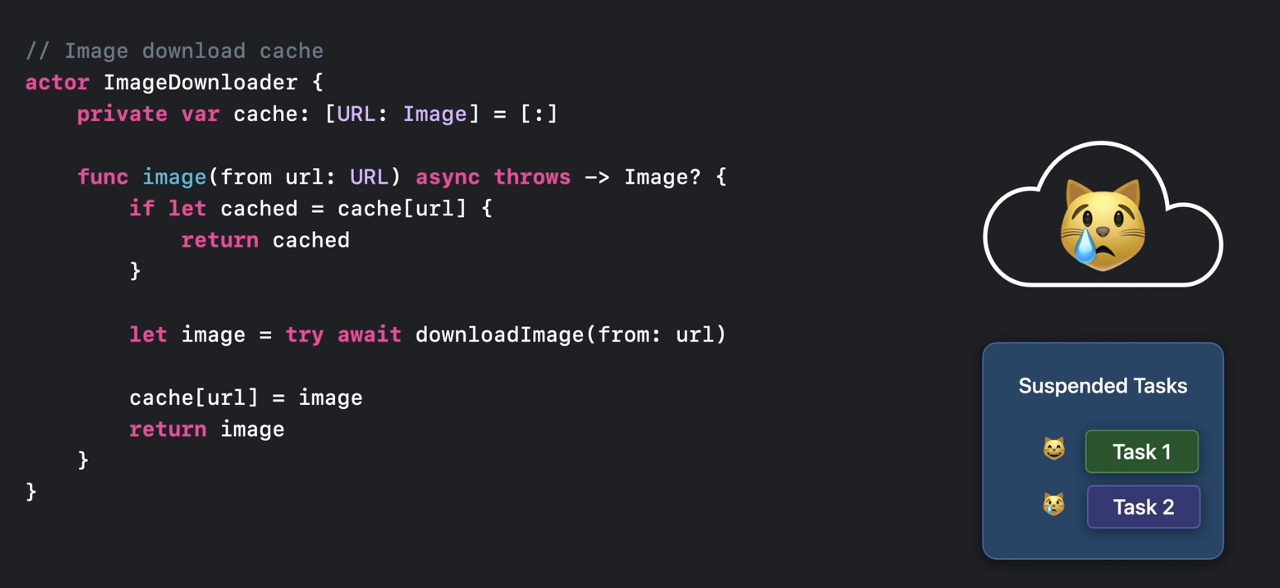 // Image download cache
actor ImageDownloader {
    private var cache: [URL: Image] = [:]
    func image(from url: URL) async throws -> Image? {
        if let cached = cache[url] {
            return cached
        }
        let image = try await downloadImage(from: url)
        cache[url] = image
        return image
    }
}
Suspended Tasks
Task 1
Task 2